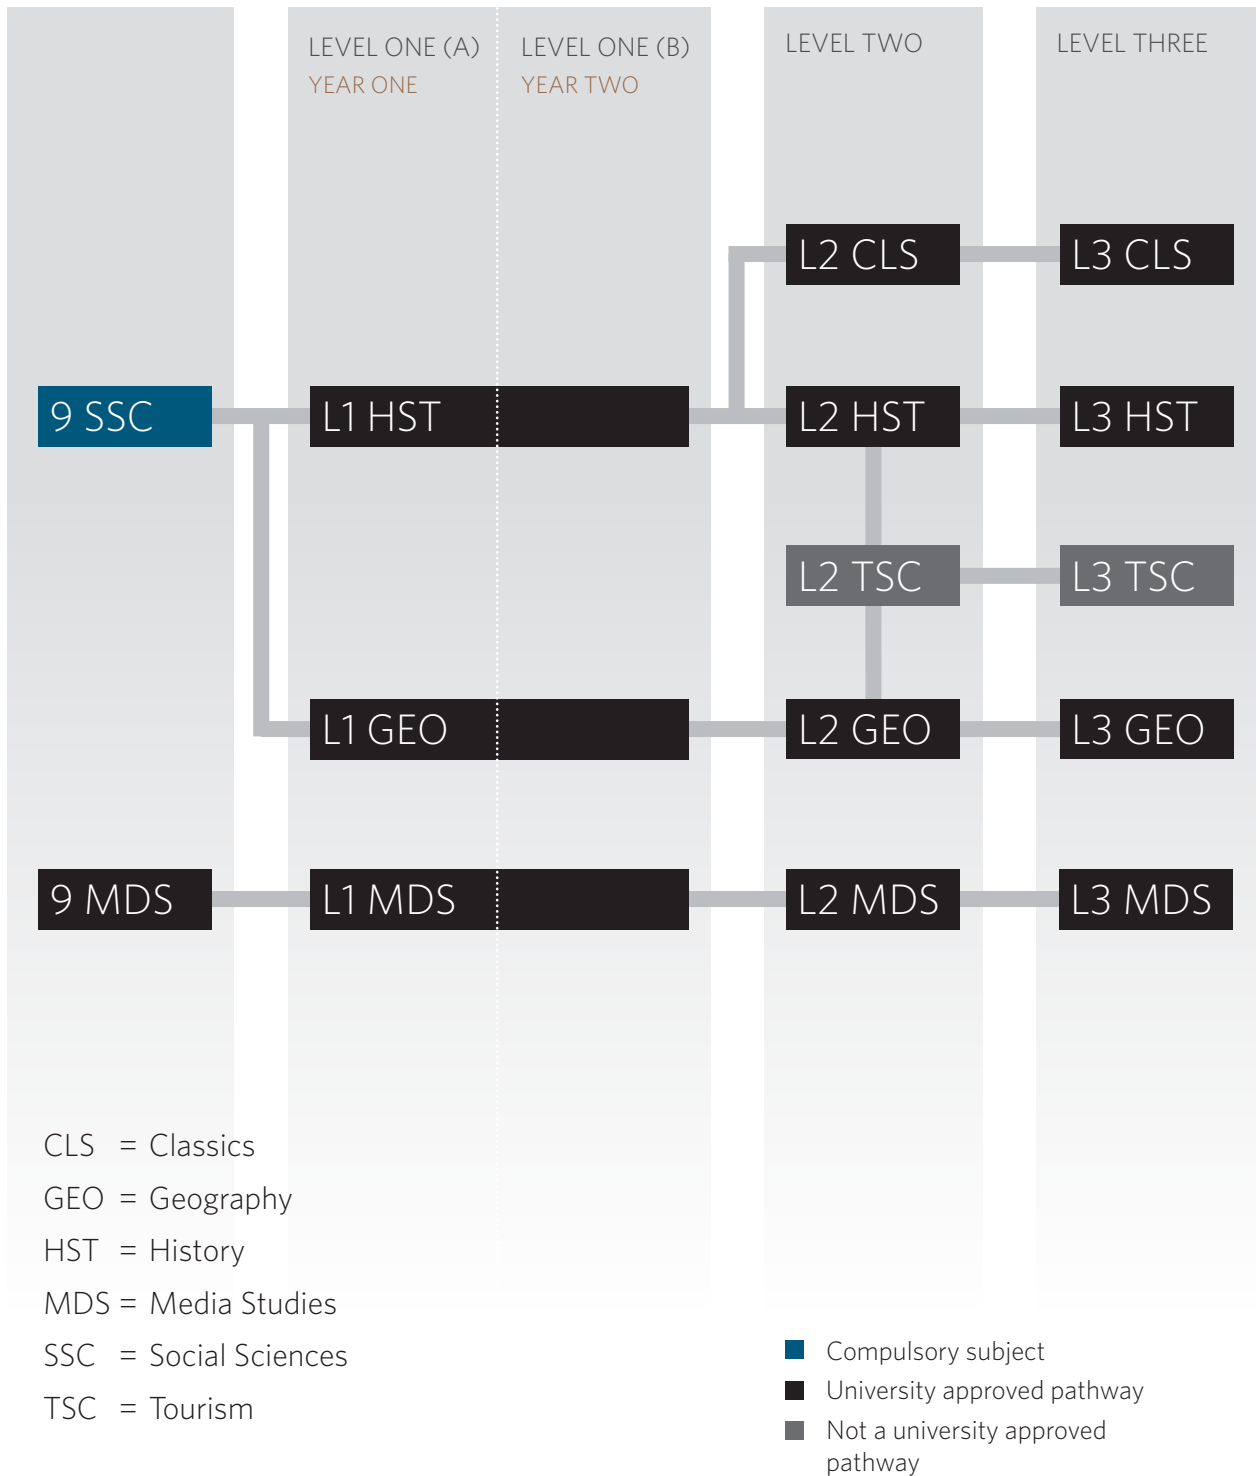 LEVEL ONE (A)
YEAR ONE
LEVEL ONE (B)
YEAR TWO
LEVEL TWO
LEVEL THREE
L2 CLS
L3 CLS
9 SSC
L1 HST
L2 HST
L3 HST
L2 TSC
L3 TSC
L1 GEO
L2 GEO
L3 GEO
9 MDS
L1 MDS
L2 MDS
L3 MDS
CLS = Classics
GEO = Geography
HST = History
MDS = Media Studies
SSC = Social Sciences
TSC = Tourism
Compulsory subject
University approved pathway
Not a university approved
pathway